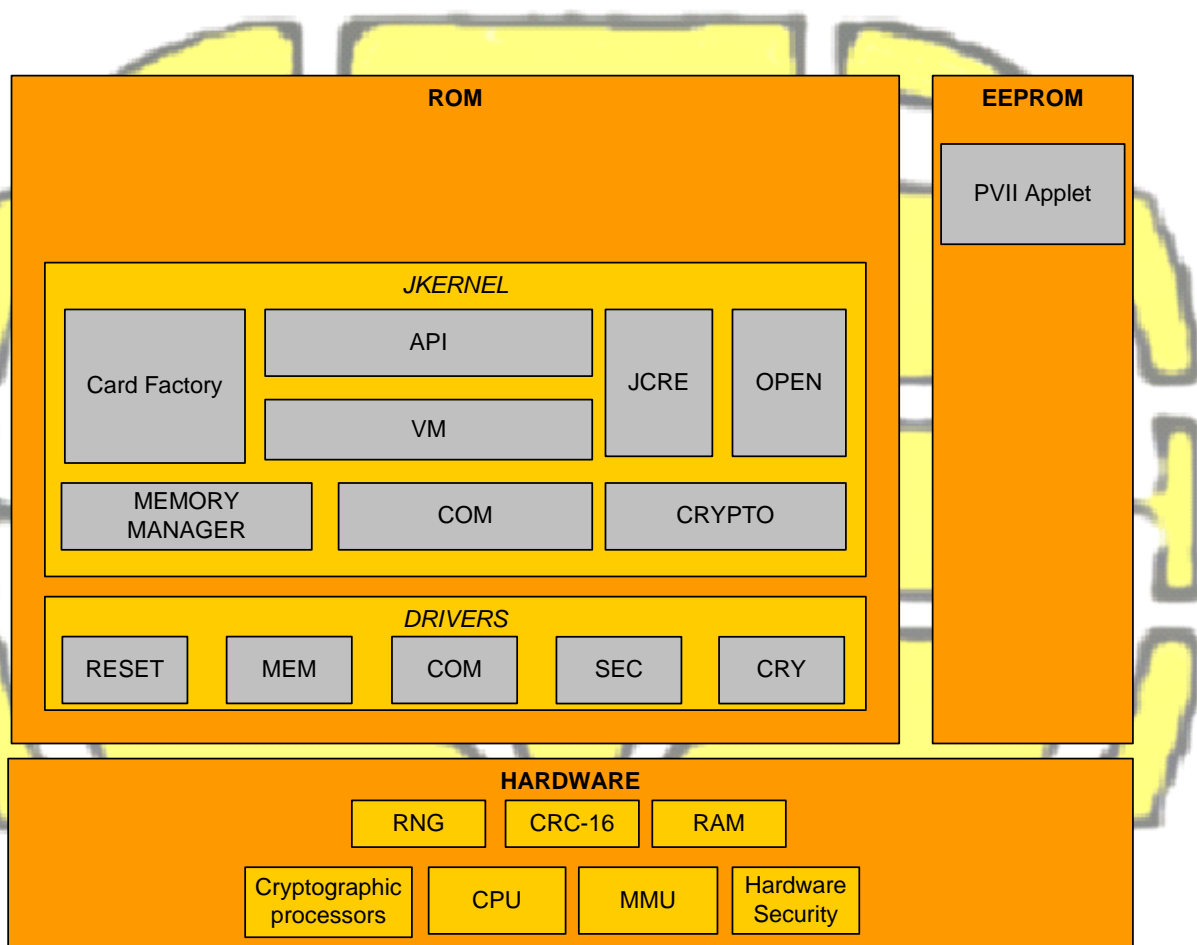 ROM
EEPROM
PVII Applet
JKERNEL
Card Factory
API
VM
JCRE
OPEN
MEMORY
MANAGER
COM
CRYPTO
DRIVERS
RESET
MEM
COM
SEC
CRY
HARDWARE
RNG
CRC-16
RAM
Cryptographic
processors
CPU
MMU
Hardware
Security